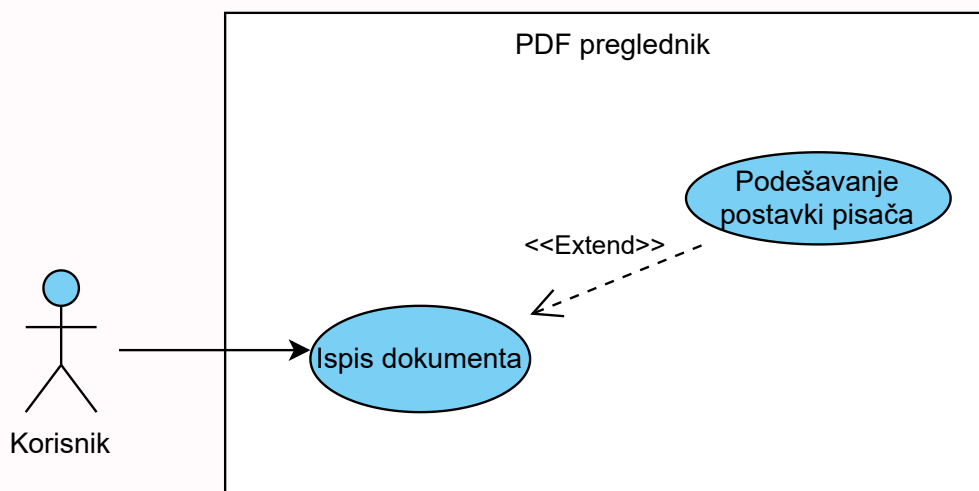 PDF preglednik
Podešavanje
postavki pisača
<<Extend>>
Ispis dokumenta
Korisnik